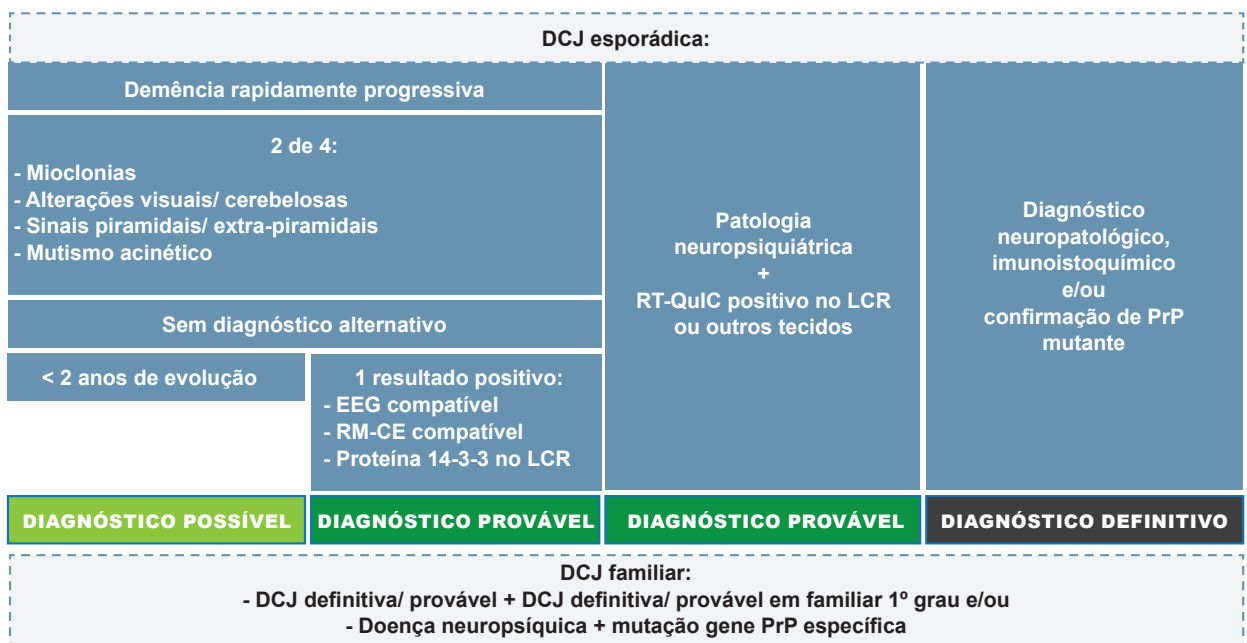 DCJ esporádica:
Demência rapidamente progressiva
2 de 4:
- Mioclonias
- Alterações visuais/ cerebelosas
- Sinais piramidais/ extra-piramidais
- Mutismo acinético
Sem diagnóstico alternativo
< 2 anos de evolução
1 resultado positivo:
- EEG compatível
- RM-CE compatível
- Proteína 14-3-3 no LCR
Patologia
neuropsiquiátrica
+
RT-QuIC positivo no LCR
ou outros tecidos
Diagnóstico
neuropatológico,
imunoistoquímico
e/ou
confirmação de PrP
mutante
DIAGNÓSTICO POSSÍVEL
DIAGNÓSTICO PROVÁVEL
DIAGNÓSTICO PROVÁVEL
DIAGNÓSTICO DEFINITIVO
DCJ familiar:
- DCJ definitiva/ provável + DCJ definitiva/ provável em familiar 1º grau e/ou
- Doença neuropsíquica + mutação gene PrP específica